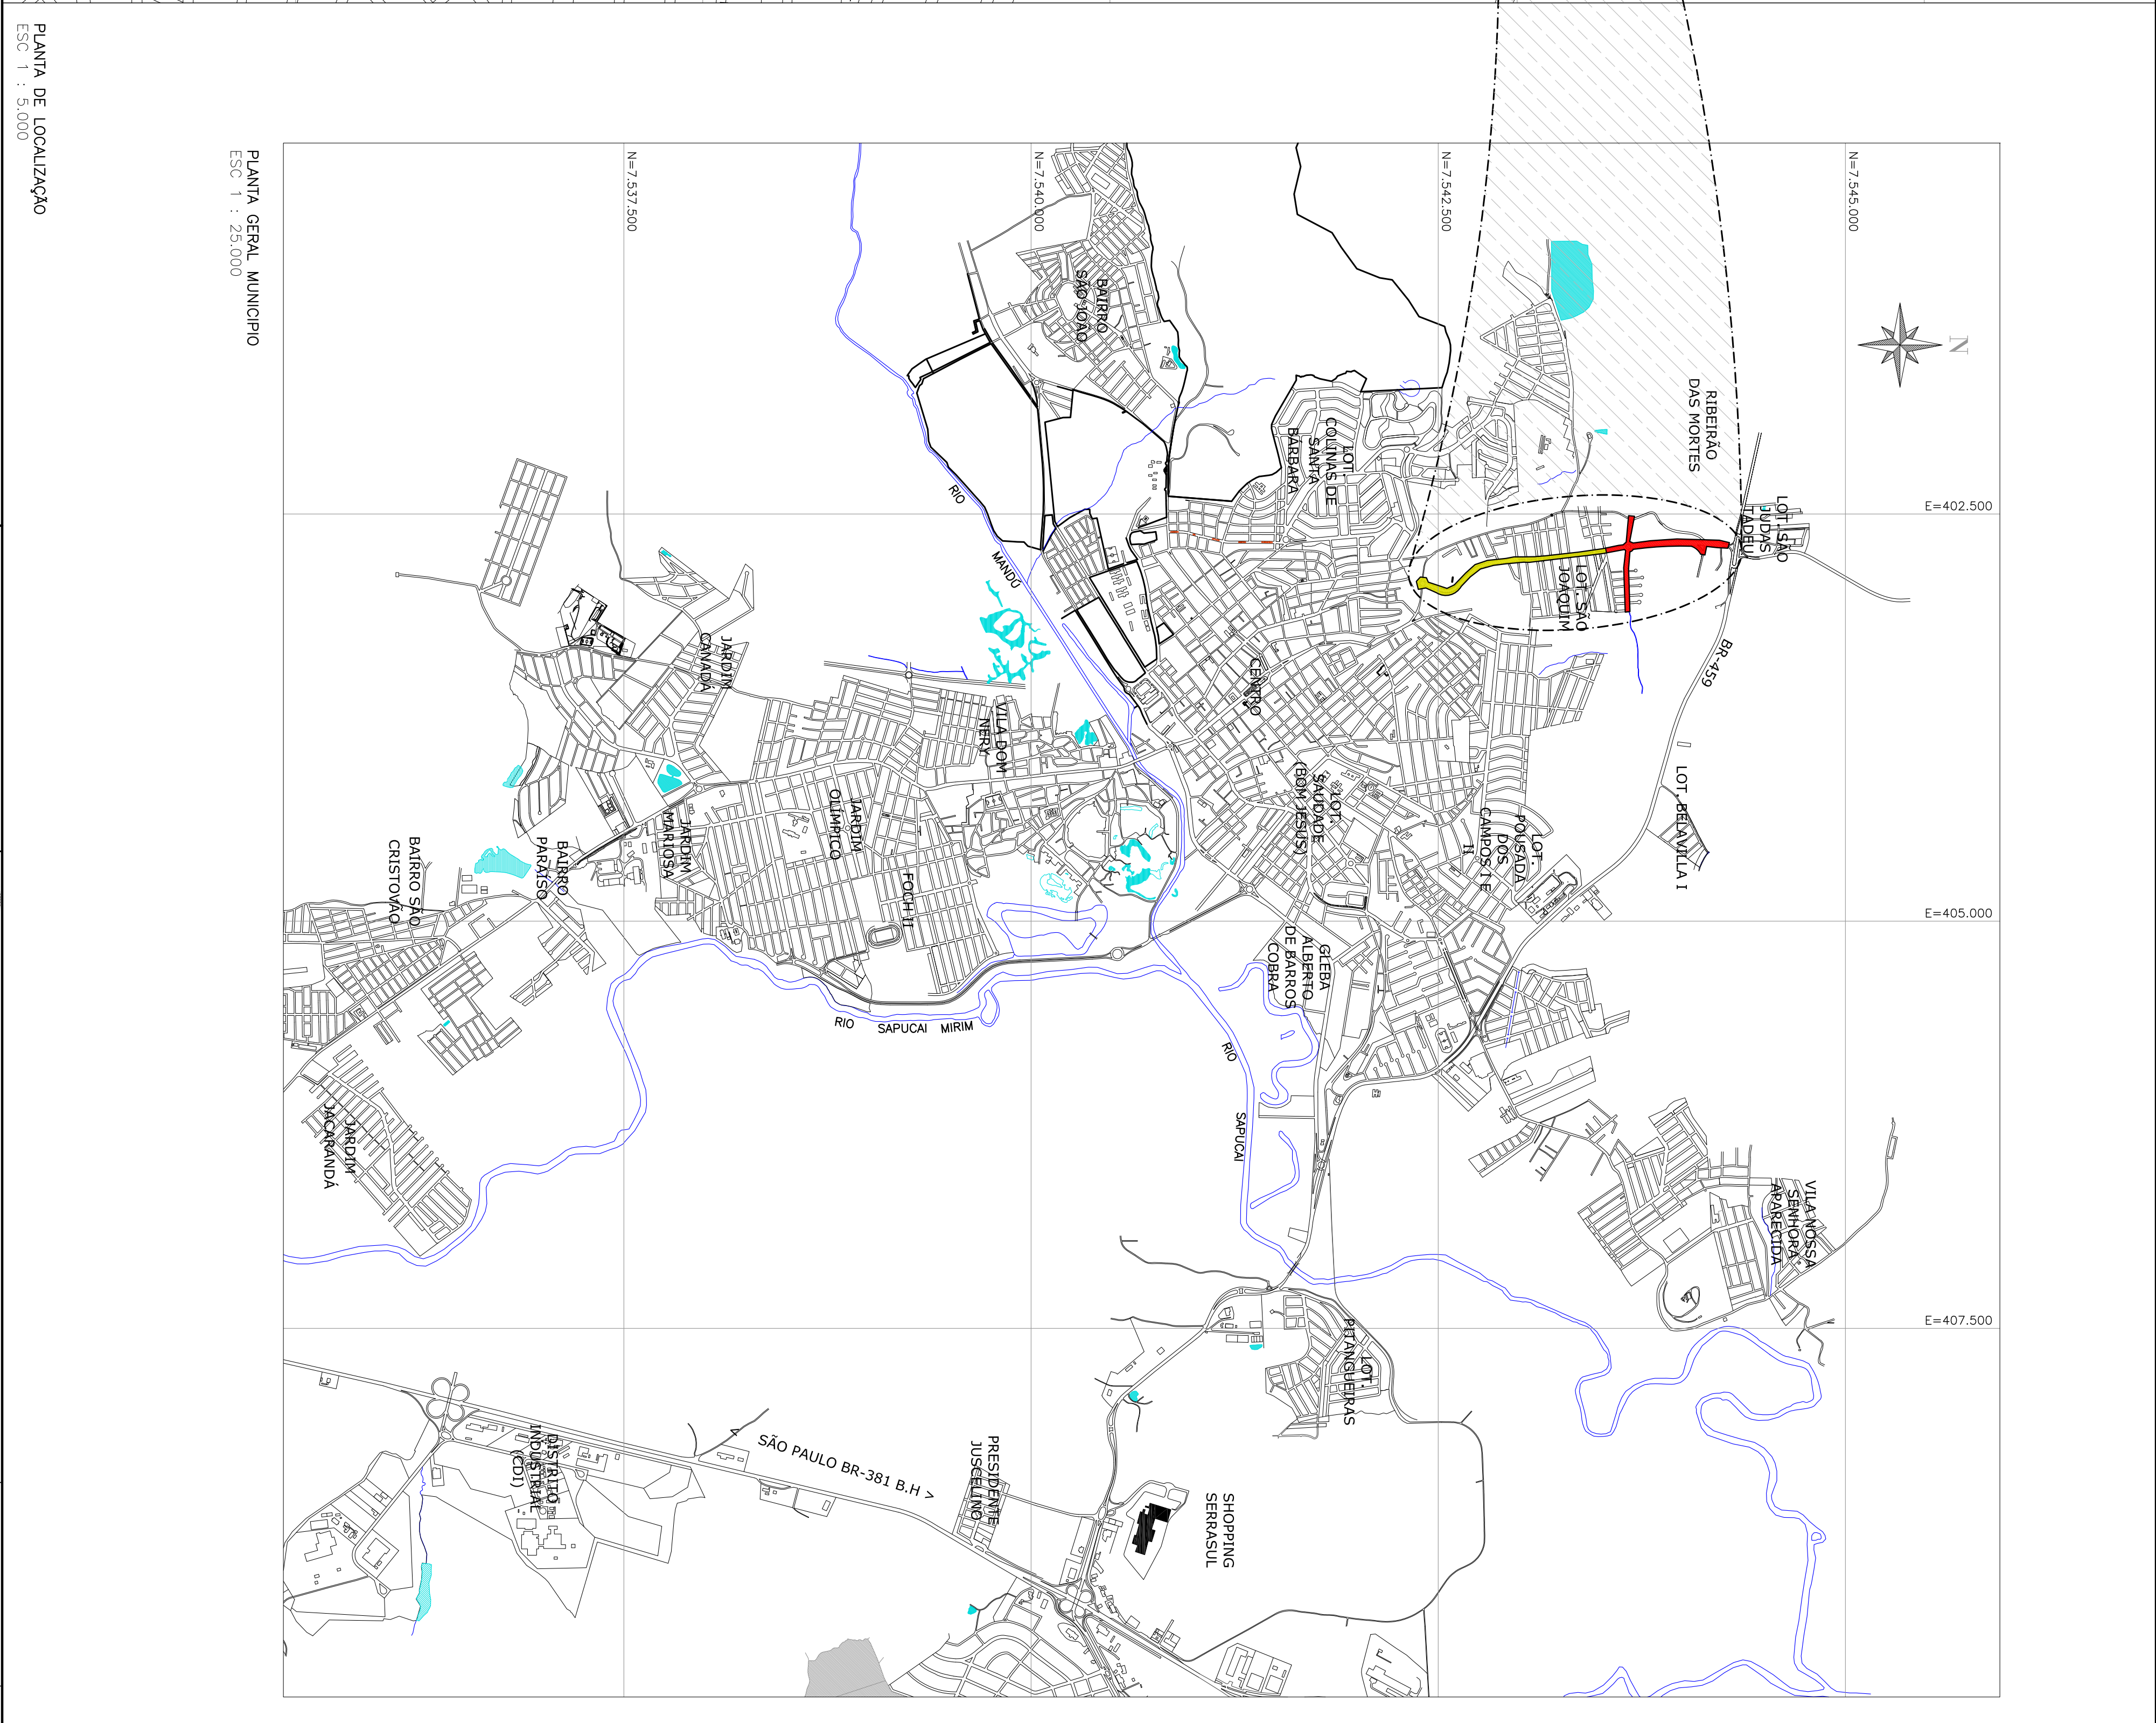 PLANTA DE LOCALIZAÇÃO
ESC 1 : 5.000
PLANTA GERAL MUNICIPIO
ESC 1 : 25.000
N=7.545.000
N=7.542.500
N=7.540.000
N=7.537.500
E=402.500
E=405.000
E=407.500
N
RIBEIRÃO
DAS MORTES
LOT. SÃO
JUDAS
TADEU
LOT. SÃO
JOAQUIM
BR-459
LOT. BELAVILLA I
BAIRRO
SÃO JOÃO
LOT.
COLINAS DE
SANTA
BÁRBARA
CENTRO
RIO
MANDÚ
LOT.
SAUDADE
(BOM JESUS)
LOT.
POUSADA
DOS
CAMPOS I E
II
GLEBA
ALBERTO
DE BARROS
COBRA
VILA DOM
NERY
JARDIM
CANADÁ
JARDIM
OLÍMPICO
FOCH II
JARDIM
MARIOSA
BAIRRO
PARAÍSO
BAIRRO SÃO
CRISTOVÃO
JARDIM
JACARANDÁ
RIO SAPUCAI MIRIM
RIO
SAPUCAI
VILA NOSSA
SENHORA
APARECIDA
LOT.
PITANGUEIRAS
SHOPPING
SERRASUL
PRESIDENTE
JUSCELINO
< SÃO PAULO BR-381 B.H >
DISTRITO
INDUSTRIAL
(CDI)